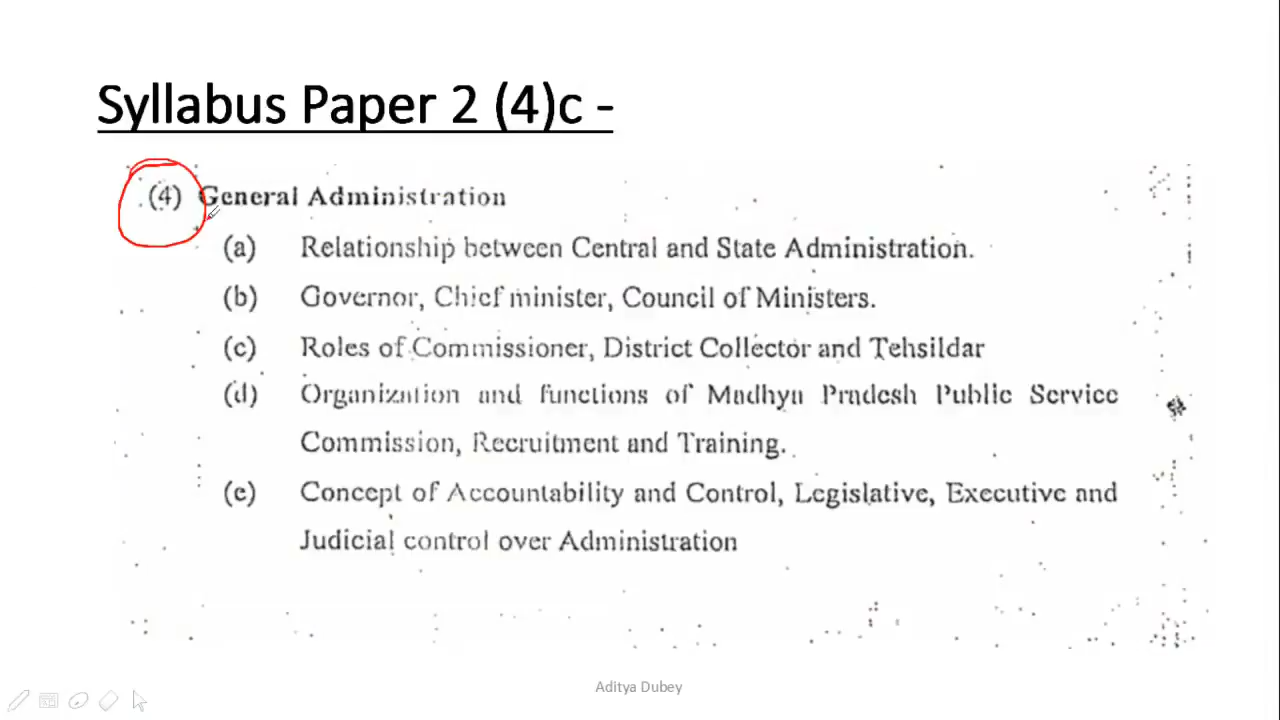 Syllabus Paper 2 (4)c -
(4) General Administration
(a) Relationship between Central and State Administration.
(b) Governor, Chief minister, Council of Ministers.
(c) Roles of Commissioner, District Collector and Tehsildar
(d) Organization and functions of Madhya Pradesh Public Service
Commission, Recruitment and Training.
(e) Concept of Accountability and Control, Legislative, Executive and
Judicial control over Administration
Aditya Dubey